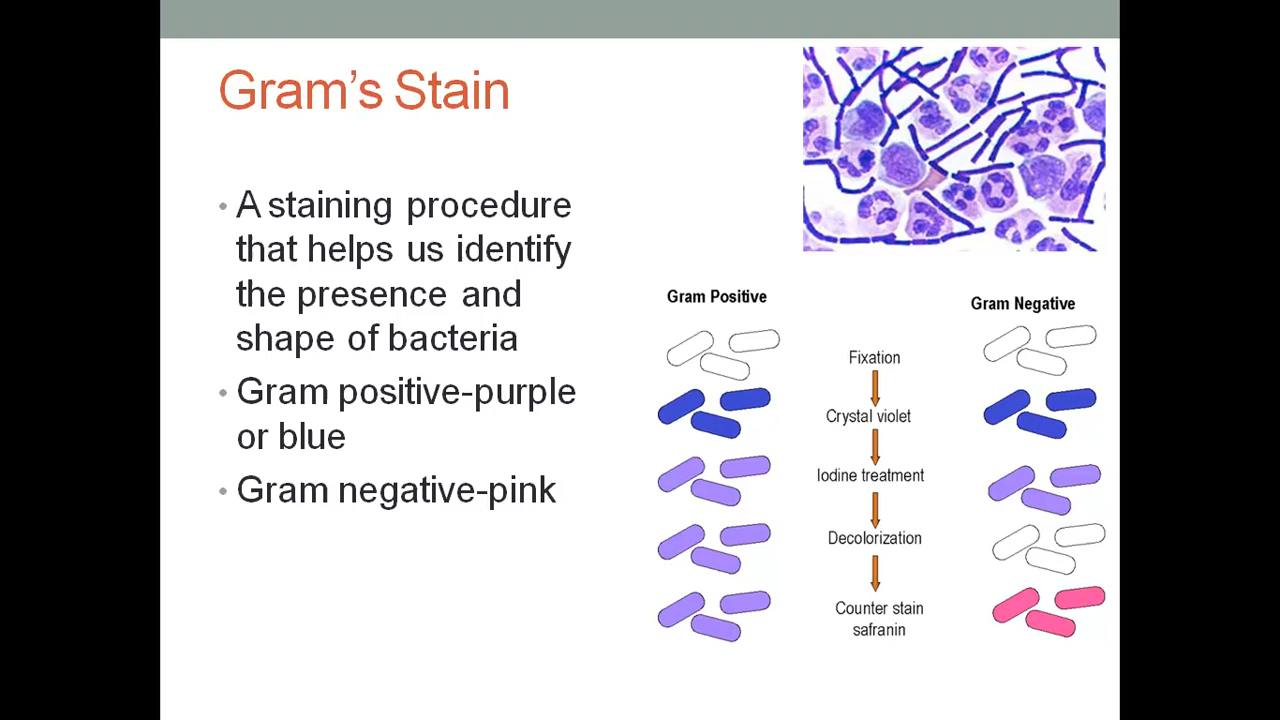 Gram's Stain
• A staining procedure
that helps us identify
the presence and
shape of bacteria
• Gram positive-purple
or blue
• Gram negative-pink
Gram Positive
Gram Negative
Fixation
Crystal violet
Iodine treatment
Decolorization
Counter stain
safranin